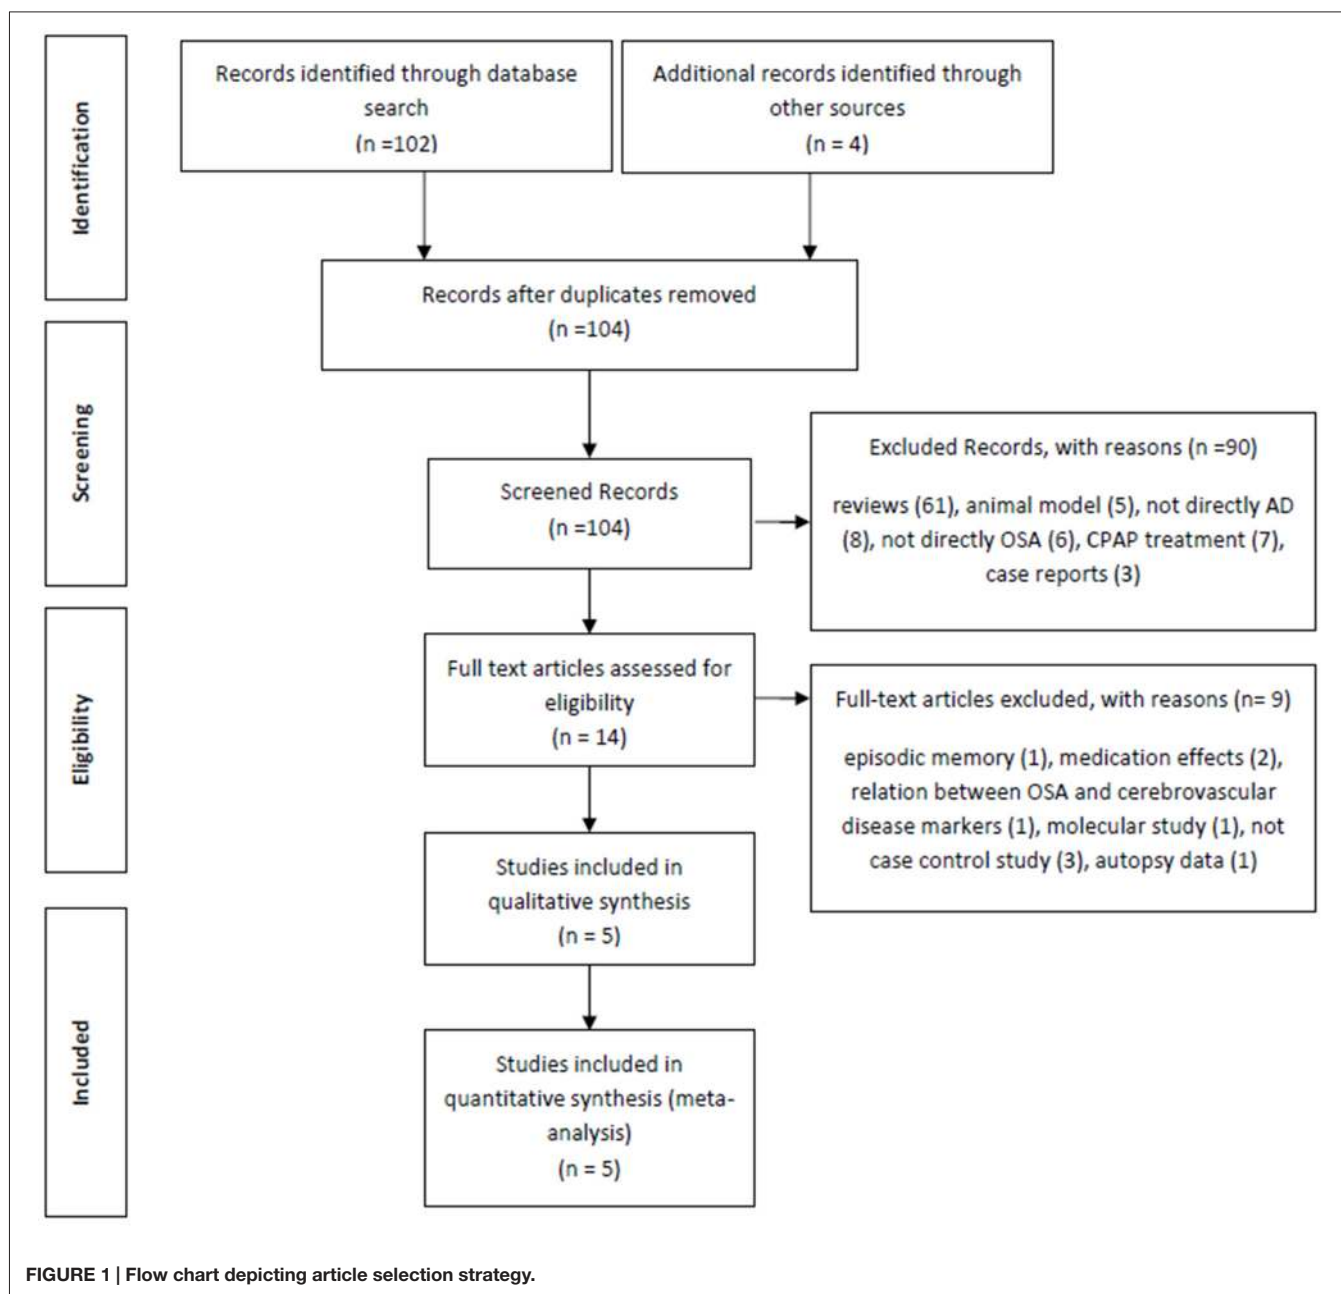 Identification
Records identified through database
search
(n =102)
Additional records identified through
other sources
(n = 4)
Records after duplicates removed
(n =104)
Screening
Screened Records
(n =104)
Excluded Records, with reasons (n =90)
reviews (61), animal model (5), not directly AD
(8), not directly OSA (6), CPAP treatment (7),
case reports (3)
Eligibility
Full text articles assessed for
eligibility
(n = 14)
Full-text articles excluded, with reasons (n= 9)
episodic memory (1), medication effects (2),
relation between OSA and cerebrovascular
disease markers (1), molecular study (1), not
case control study (3), autopsy data (1)
Studies included in
qualitative synthesis
(n = 5)
Included
Studies included in
quantitative synthesis (meta-
analysis)
(n = 5)
FIGURE 1 | Flow chart depicting article selection strategy.